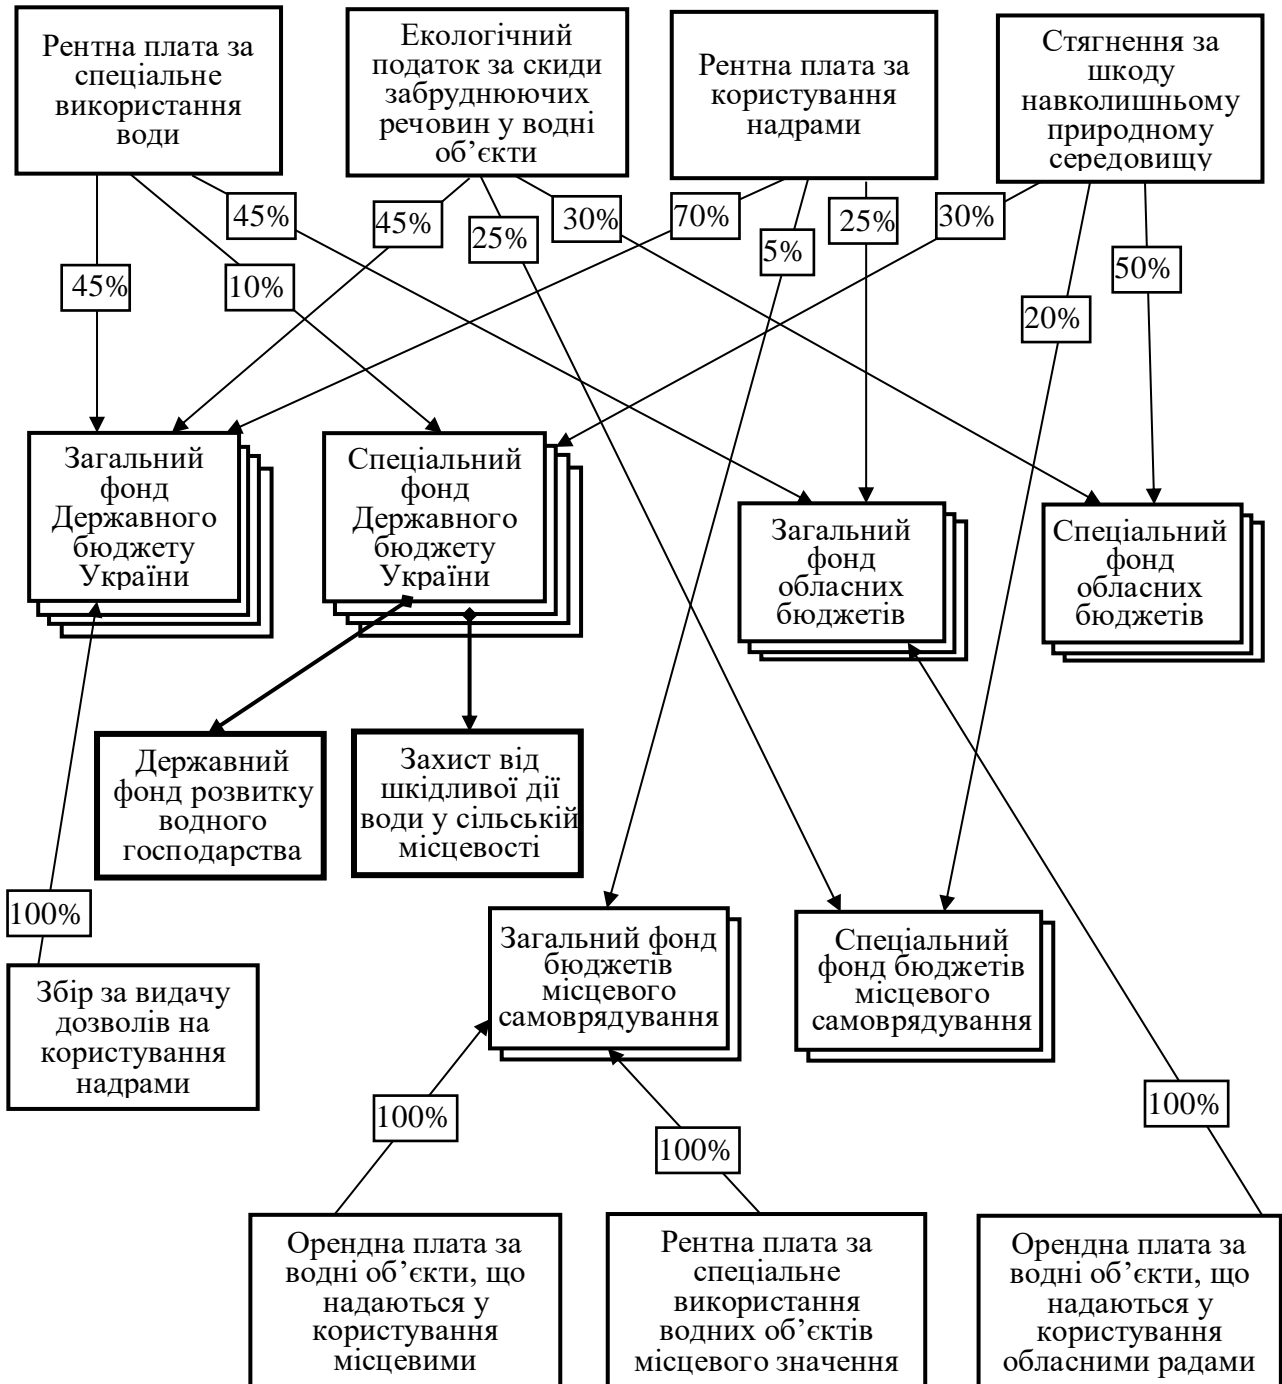 Рентна плата за
спеціальне
використання
води
Екологічний
податок за скиди
забруднюючих
речовин у водні
об’єкти
Рентна плата за
користування
надрами
Стягнення за
шкоду
навколишньому
природному
середовищу
45%
45%
25%
30%
70%
5%
25%
30%
45%
10%
20%
50%
Загальний
фонд
Державного
бюджету
України
Спеціальний
фонд
Державного
бюджету
України
Загальний
фонд
обласних
бюджетів
Спеціальний
фонд
обласних
бюджетів
Державний
фонд розвитку
водного
господарства
Захист від
шкідливої дії
води у сільській
місцевості
100%
Збір за видачу
дозволів на
користування
надрами
Загальний фонд
бюджетів
місцевого
самоврядування
Спеціальний
фонд бюджетів
місцевого
самоврядування
100%
100%
100%
Орендна плата за
водні об’єкти, що
надаються у
користування
місцевими
Рентна плата за
спеціальне
використання
водних об’єктів
місцевого значення
Орендна плата за
водні об’єкти, що
надаються у
користування
обласними радами